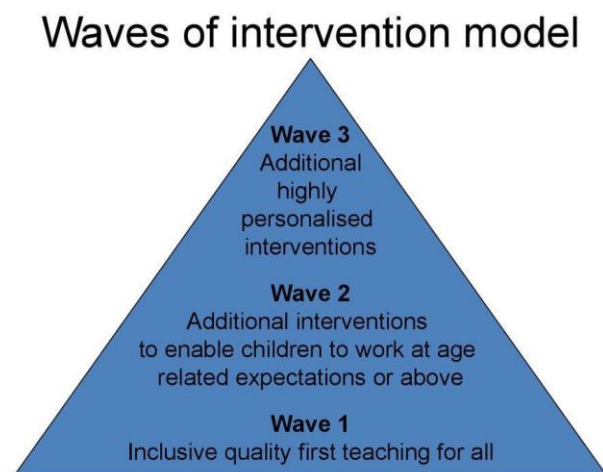 Waves of intervention model
Wave 3
Additional
highly
personalised
interventions
Wave 2
Additional interventions
to enable children to work at age
related expectations or above
Wave 1
Inclusive quality first teaching for all